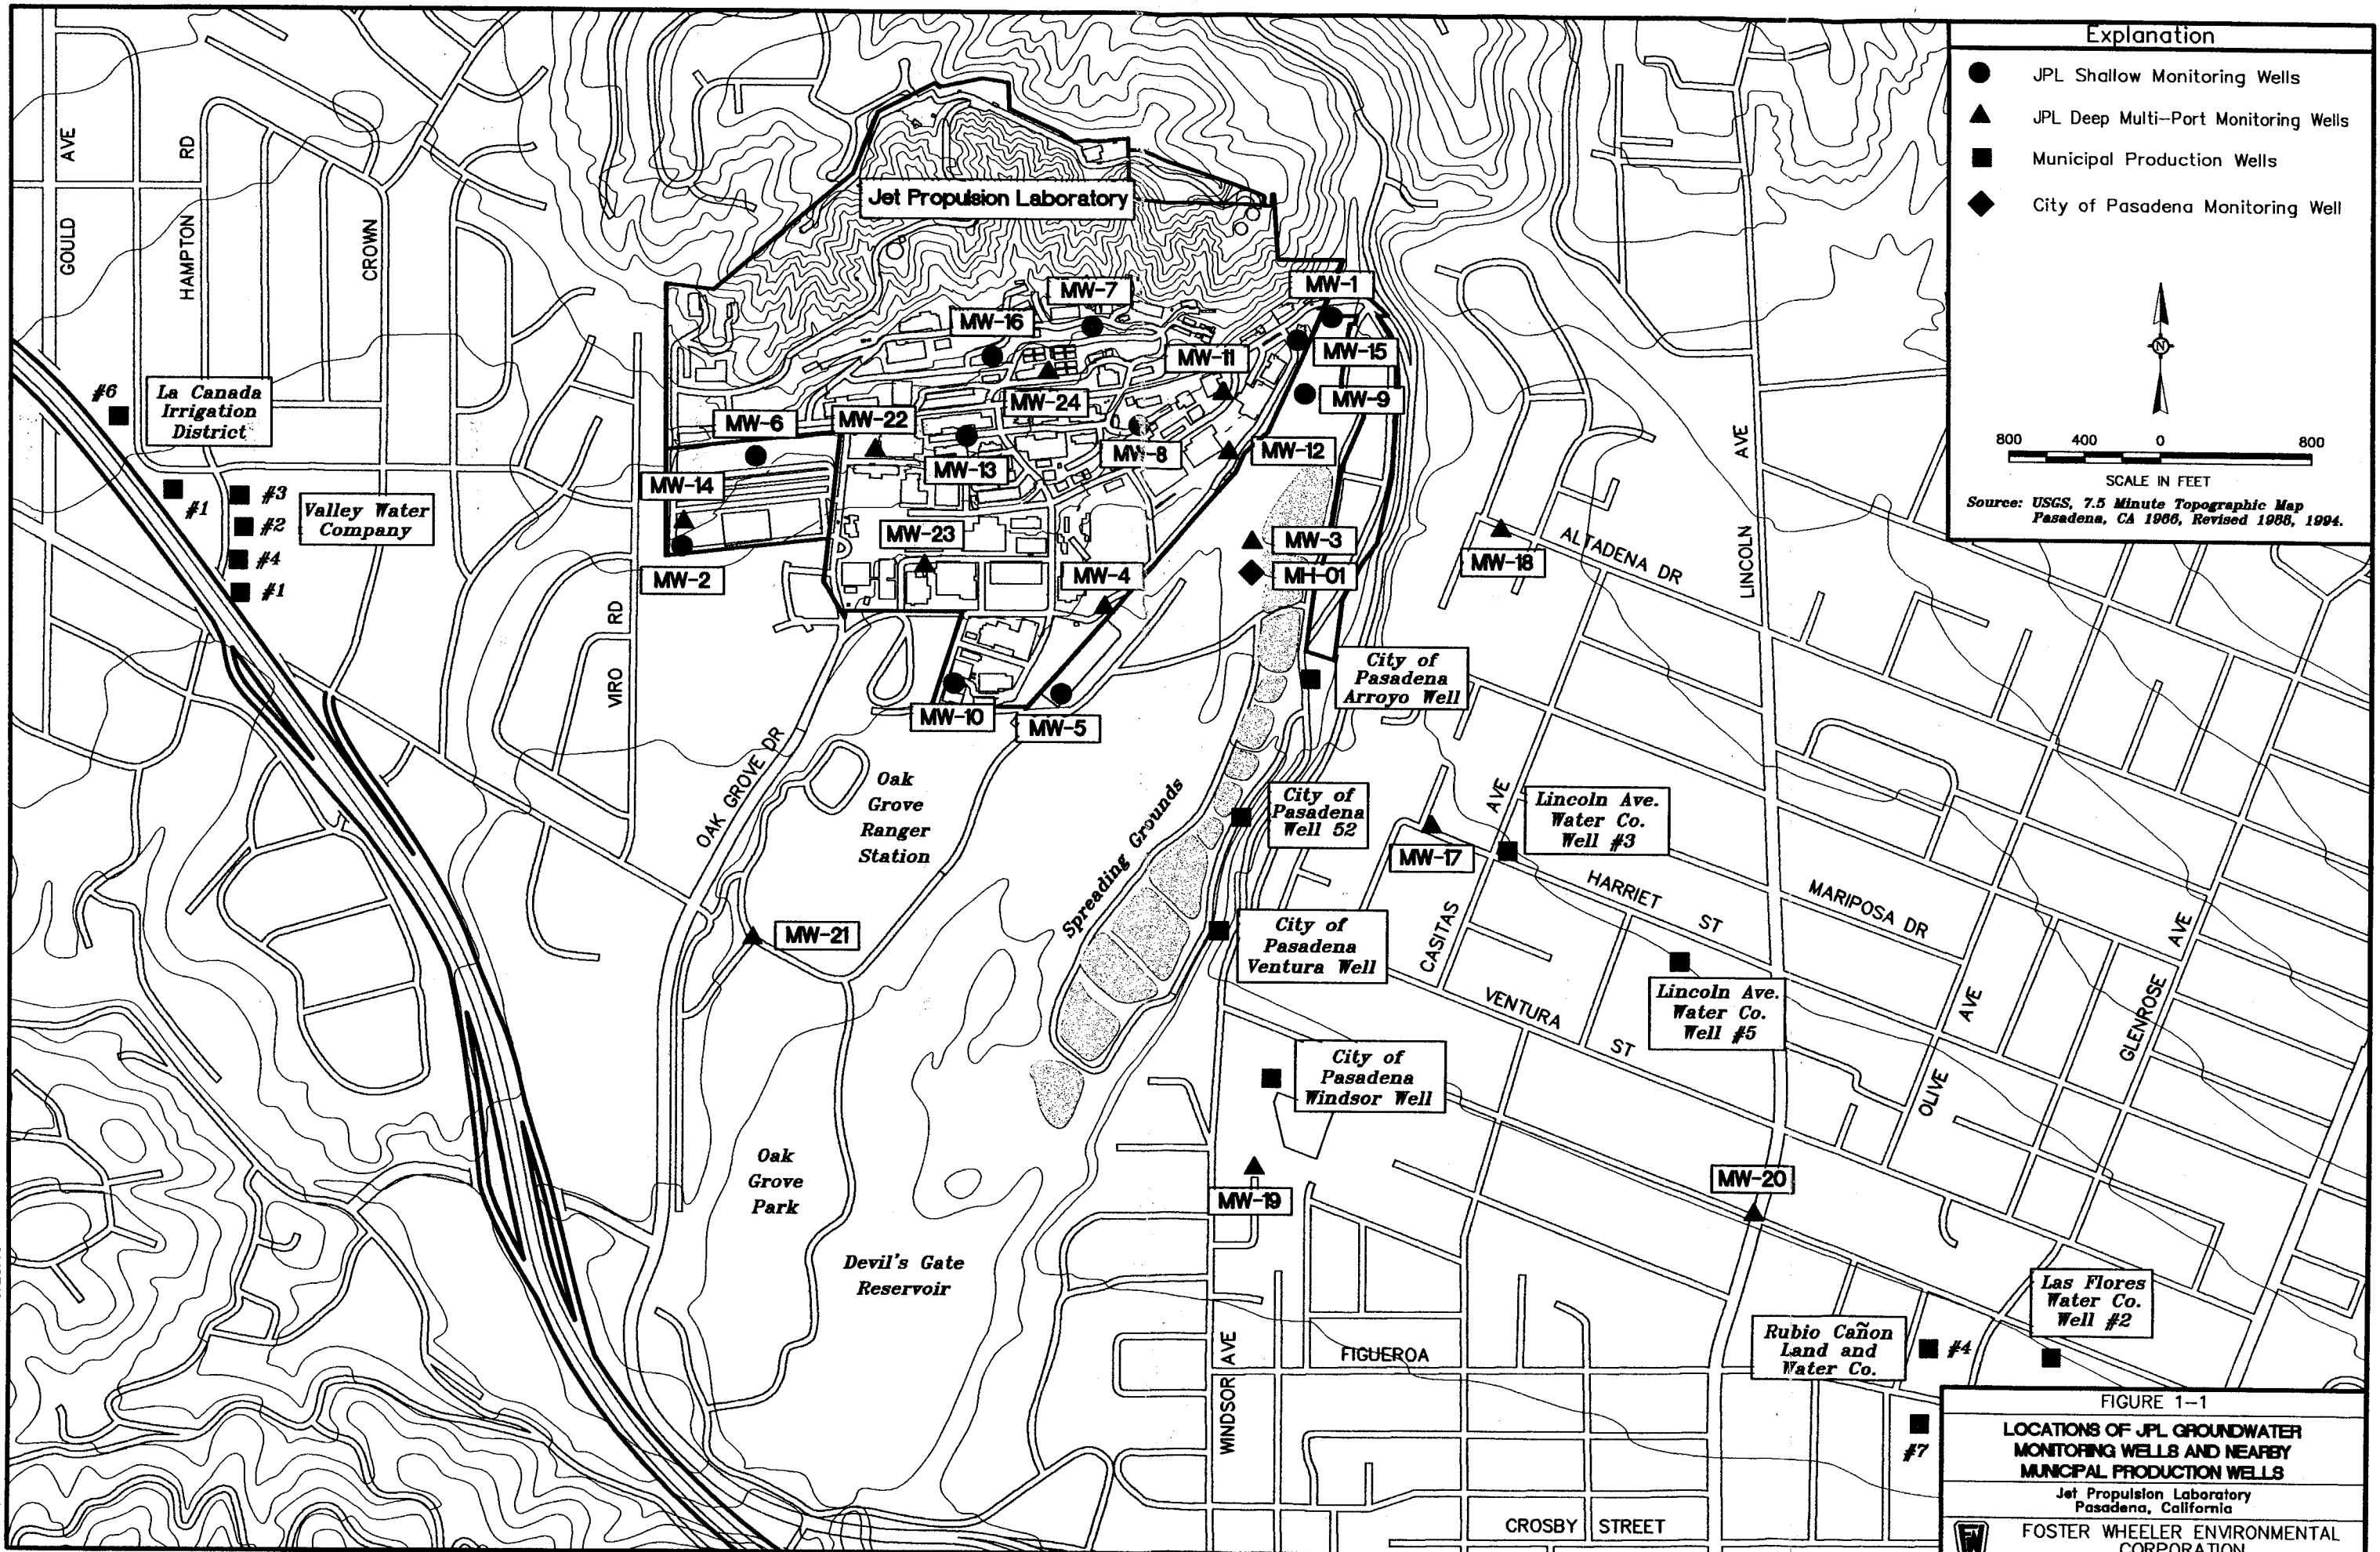 Explanation
JPL Shallow Monitoring Wells
JPL Deep Multi-Port Monitoring Wells
Municipal Production Wells
City of Pasadena Monitoring Well
N
800 400 0 800
SCALE IN FEET
Source: USGS, 7.5 Minute Topographic Map
Pasadena, CA 1966, Revised 1988, 1994.
GOULD AVE
HAMPTON RD
CROWN
Jet Propulsion Laboratory
MW-7
MW-1
MW-16
MW-11
MW-15
MW-24
MW-9
MW-6
MW-22
MW-13
MW-8
MW-12
MW-14
MW-23
MW-3
MW-2
MW-4
MH-01
MW-18
ALTADENA DR
LINCOLN AVE
#6
La Canada
Irrigation
District
#1
#3
#2
#4
#1
Valley Water
Company
VIRO RD
MW-10
MW-5
City of
Pasadena
Arroyo Well
OAK GROVE DR
Oak
Grove
Ranger
Station
Spreading Grounds
City of
Pasadena
Well 52
MW-17
Lincoln Ave.
Water Co.
Well #3
CASITAS AVE
HARRIET ST
MARIPOSA DR
MW-21
City of
Pasadena
Ventura Well
VENTURA ST
Lincoln Ave.
Water Co.
Well #5
OLIVE AVE
GLENROSE AVE
City of
Pasadena
Windsor Well
Oak
Grove
Park
MW-19
MW-20
Devil's Gate
Reservoir
WINDSOR AVE
FIGUEROA
Rubio Cañon
Land and
Water Co.
#4
Las Flores
Water Co.
Well #2
#7
CROSBY STREET
FIGURE 1-1
LOCATIONS OF JPL GROUNDWATER
MONITORING WELLS AND NEARBY
MUNICIPAL PRODUCTION WELLS
Jet Propulsion Laboratory
Pasadena, California
FW
FOSTER WHEELER ENVIRONMENTAL
CORPORATION